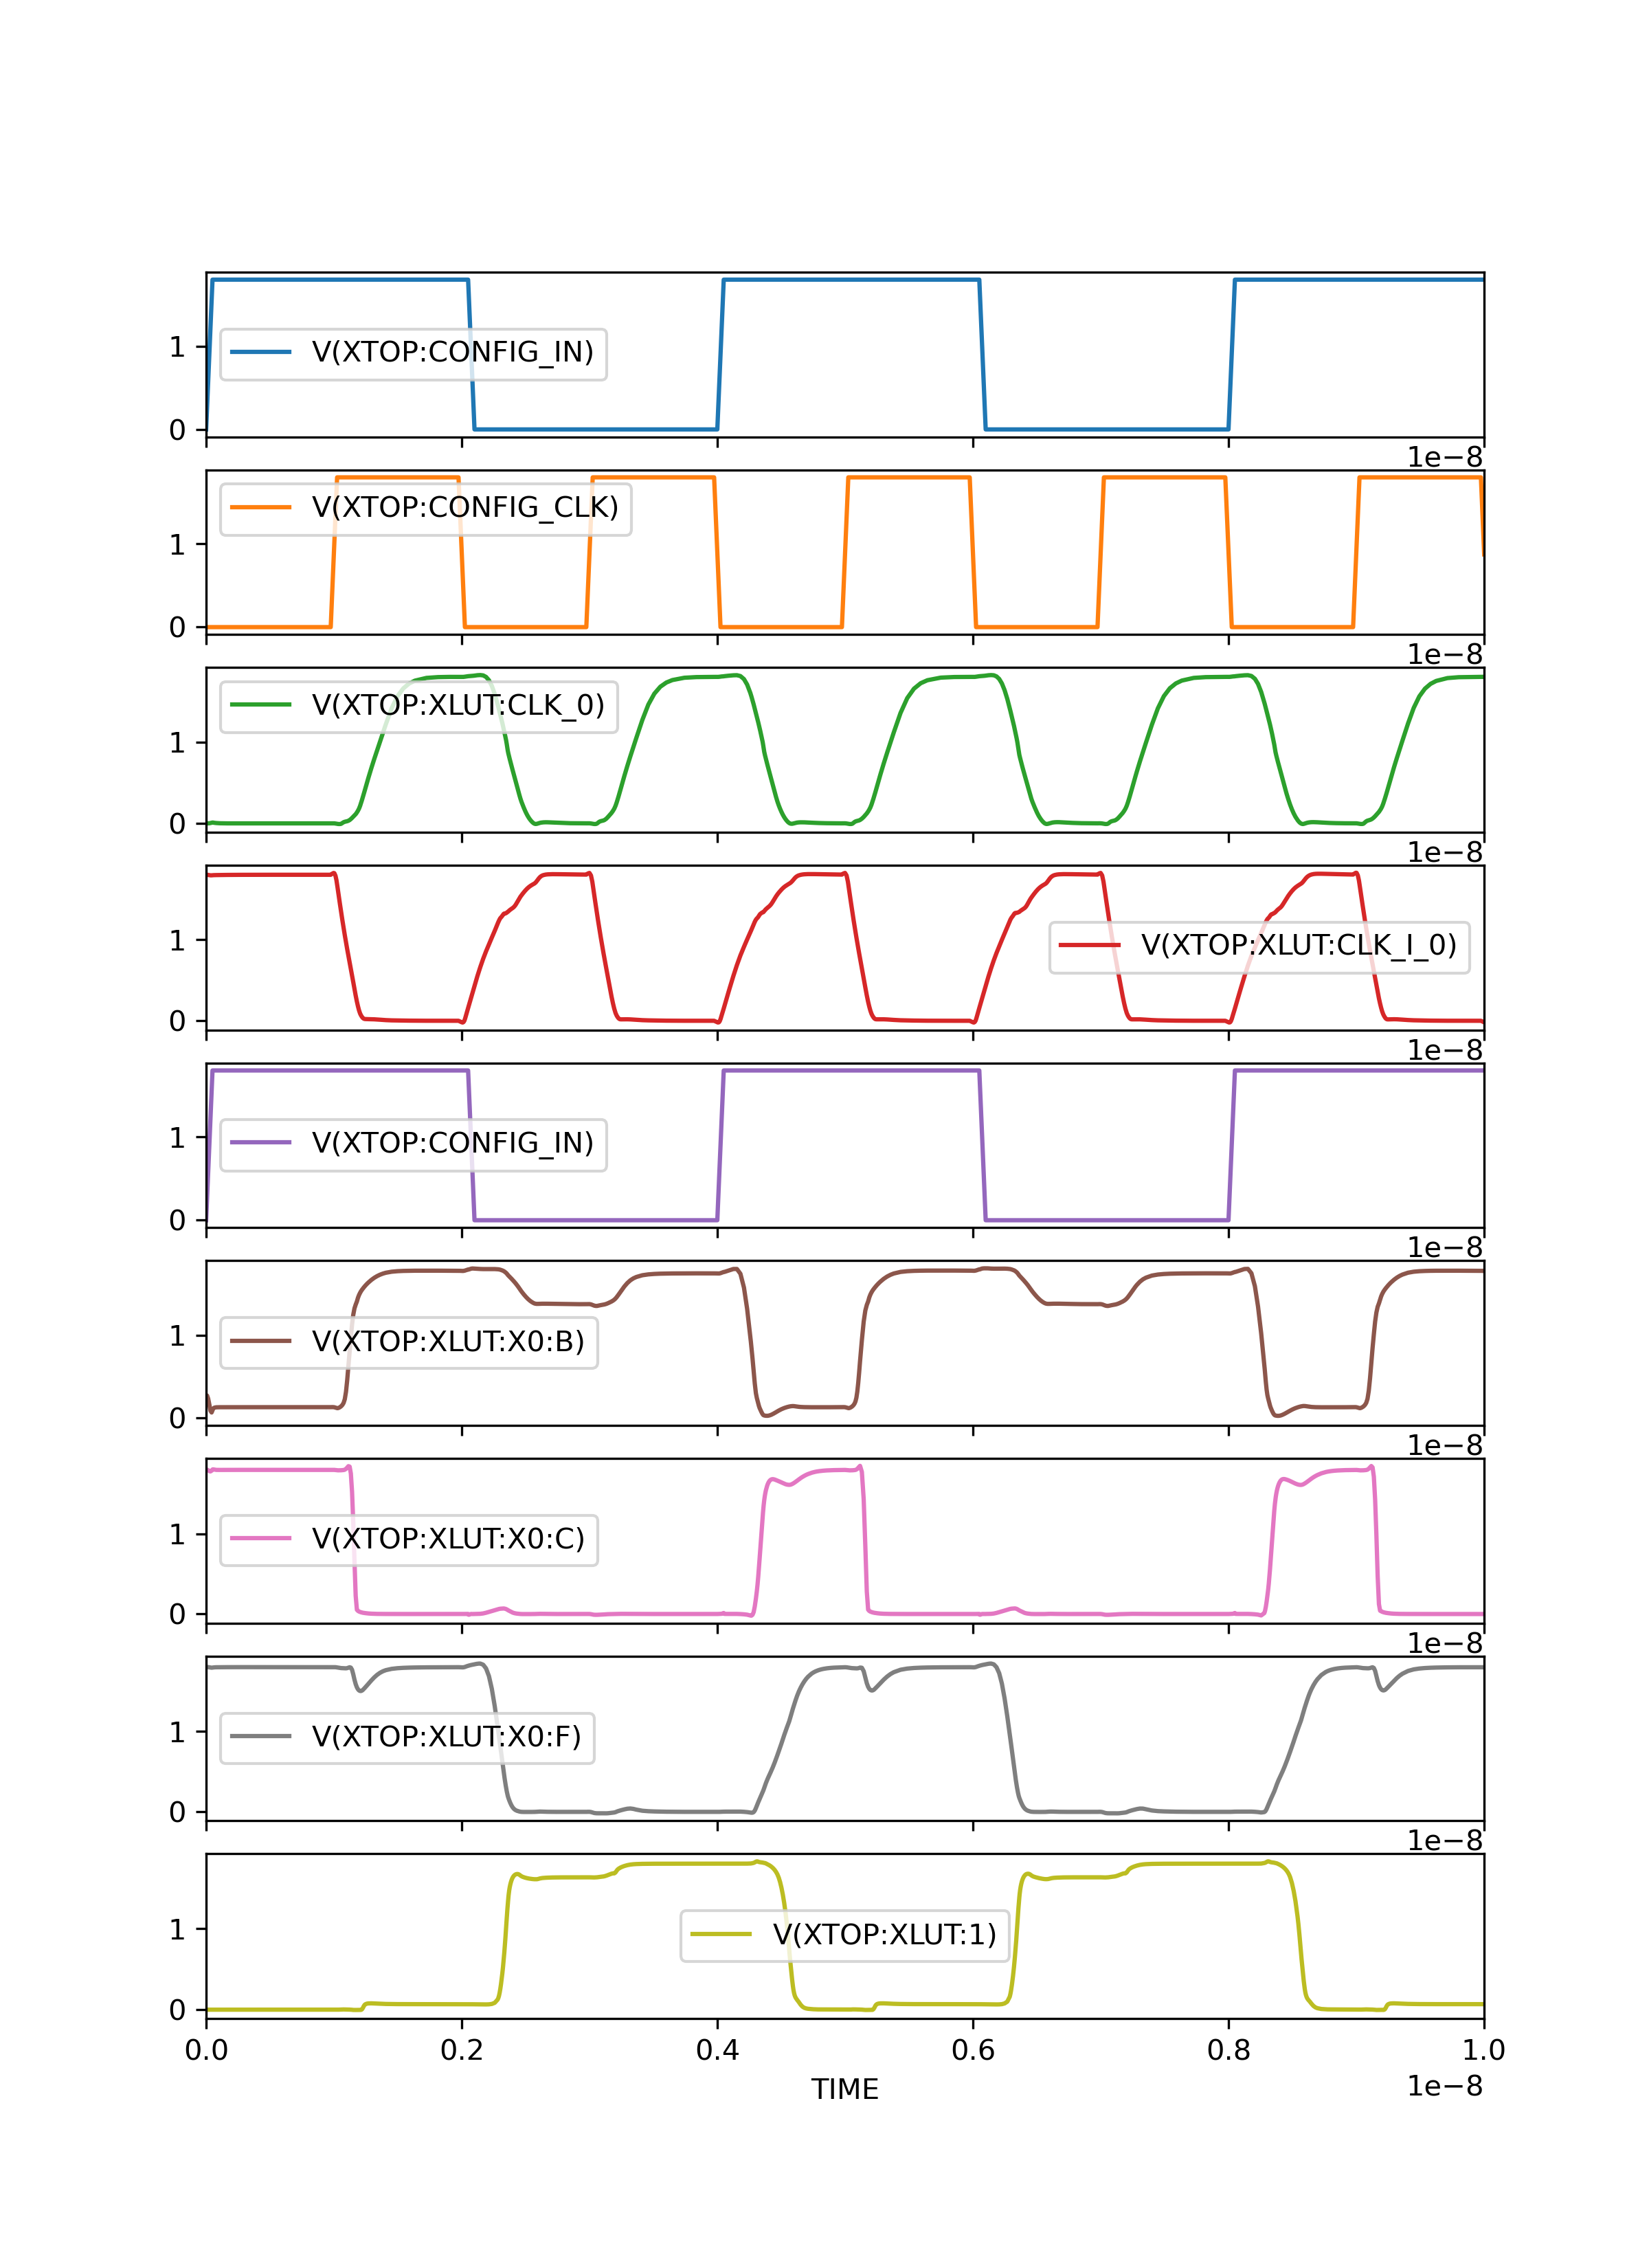 V(XTOP:CONFIG_IN)
1
0
1e−8
V(XTOP:CONFIG_CLK)
1
0
1e−8
V(XTOP:XLUT:CLK_0)
1
0
1e−8
V(XTOP:XLUT:CLK_I_0)
1
0
1e−8
V(XTOP:CONFIG_IN)
1
0
1e−8
V(XTOP:XLUT:X0:B)
1
0
1e−8
V(XTOP:XLUT:X0:C)
1
0
1e−8
V(XTOP:XLUT:X0:F)
1
0
1e−8
V(XTOP:XLUT:1)
1
0
0.0 0.2 0.4 0.6 0.8 1.0
TIME
1e−8